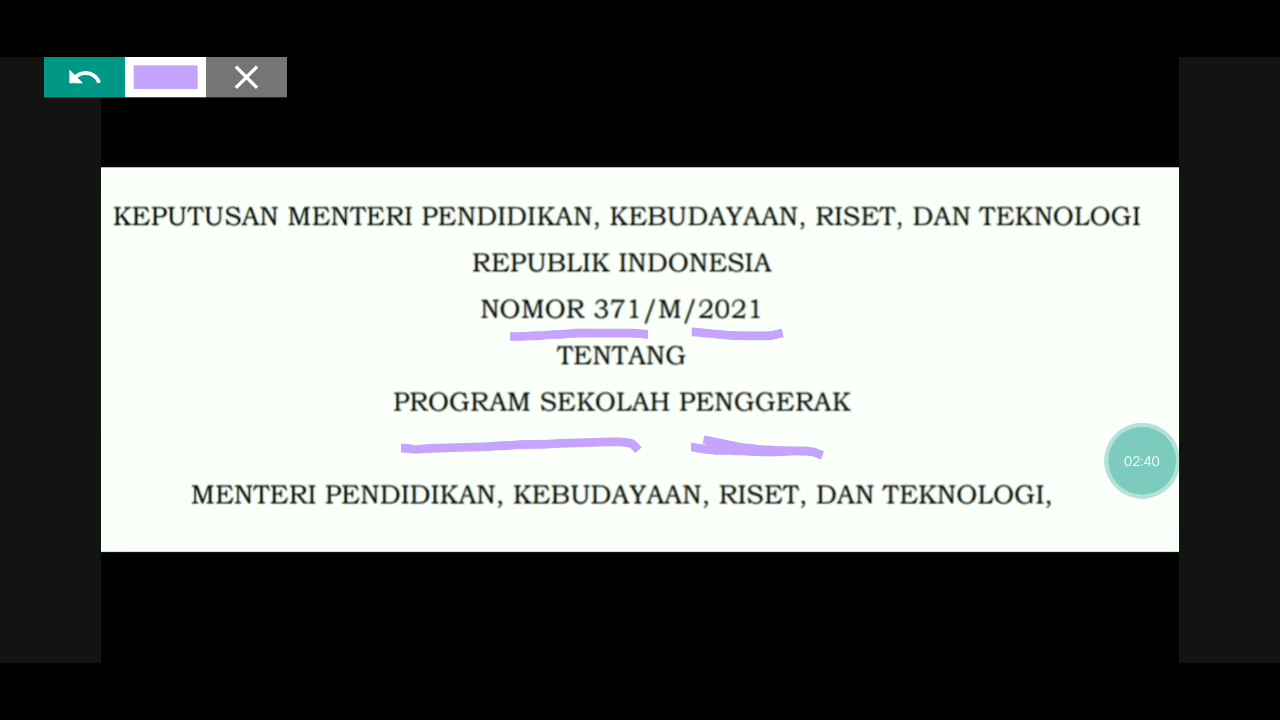 KEPUTUSAN MENTERI PENDIDIKAN, KEBUDAYAAN, RISET, DAN TEKNOLOGI
REPUBLIK INDONESIA
NOMOR 371/M/2021
TENTANG
PROGRAM SEKOLAH PENGGERAK
02:40
MENTERI PENDIDIKAN, KEBUDAYAAN, RISET, DAN TEKNOLOGI,